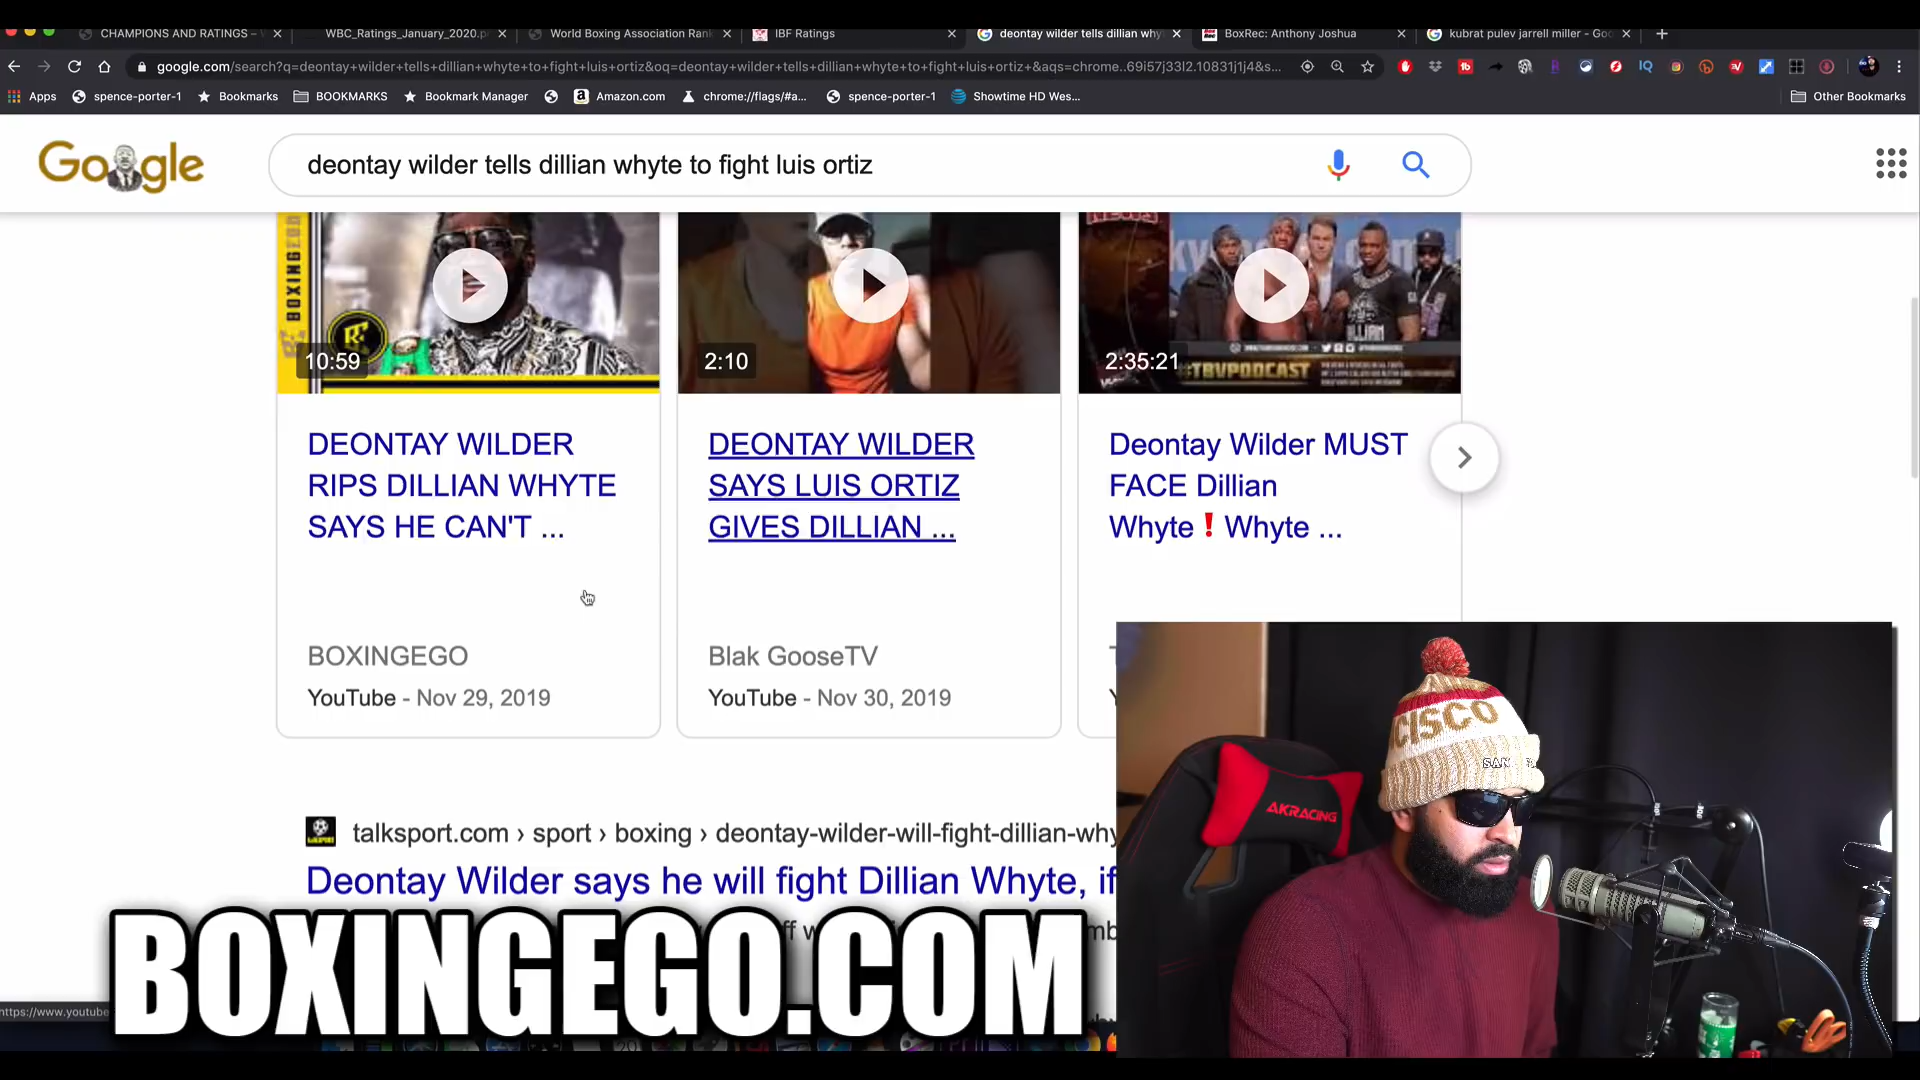 CHAMPIONS AND RATINGS –
WBC_Ratings_January_2020.p
World Boxing Association Rank
IBF Ratings
deontay wilder tells dillian why
BoxRec: Anthony Joshua
kubrat pulev jarrell miller - Goo
google.com/search?q=deontay+wilder+tells+dillian+whyte+to+fight+luis+ortiz&oq=deontay+wilder+tells+dillian+whyte+to+fight+luis+ortiz+&aqs=chrome..69i57j33l2.10831j1j4&s...
Apps
spence-porter-1
Bookmarks
BOOKMARKS
Bookmark Manager
Amazon.com
chrome://flags/#a...
spence-porter-1
Showtime HD Wes...
Other Bookmarks
Google
deontay wilder tells dillian whyte to fight luis ortiz
BOXINGEGO
10:59
2:10
2:35:21
#TBVPODCAST
DEONTAY WILDER
RIPS DILLIAN WHYTE
SAYS HE CAN'T ...
DEONTAY WILDER
SAYS LUIS ORTIZ
GIVES DILLIAN ...
Deontay Wilder MUST
FACE Dillian
Whyte❗Whyte ...
BOXINGEGO
YouTube - Nov 29, 2019
Blak GooseTV
YouTube - Nov 30, 2019
talksport.com › sport › boxing › deontay-wilder-will-fight-dillian-why
Deontay Wilder says he will fight Dillian Whyte, if
BOXINGEGO.COM
https://www.youtube
CISCO
AKRACING